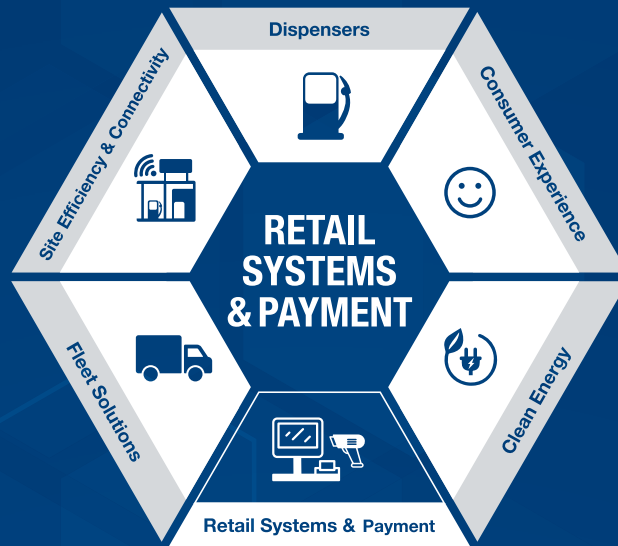 Dispensers
Site Efficiency & Connectivity
Consumer Experience
RETAIL
SYSTEMS
& PAYMENT
Fleet Solutions
Clean Energy
Retail Systems & Payment